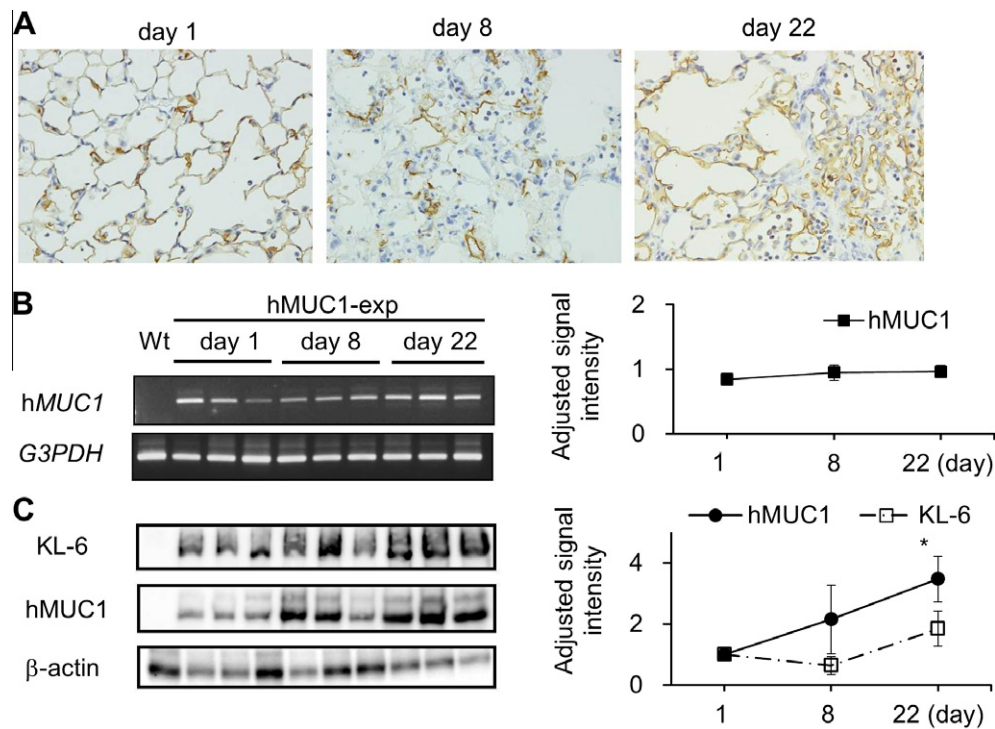 A
day 1 day 8 day 22
B
hMUC1-exp
Wt day 1 day 8 day 22
hMUC1
G3PDH
Adjusted signal
intensity
2
1
0
hMUC1
1 8 22 (day)
C
KL-6
hMUC1
β-actin
hMUC1 KL-6
*
Adjusted signal
intensity
4
2
0
1 8 22 (day)